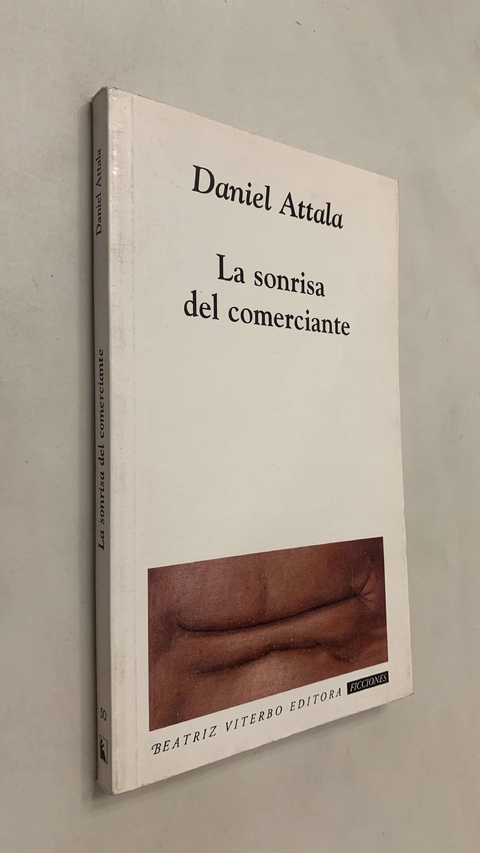 Daniel Attala
La sonrisa
del comerciante
BEATRIZ VITERBO EDITORA FICCIONES
Daniel Attala
La sonrisa del comerciante
50